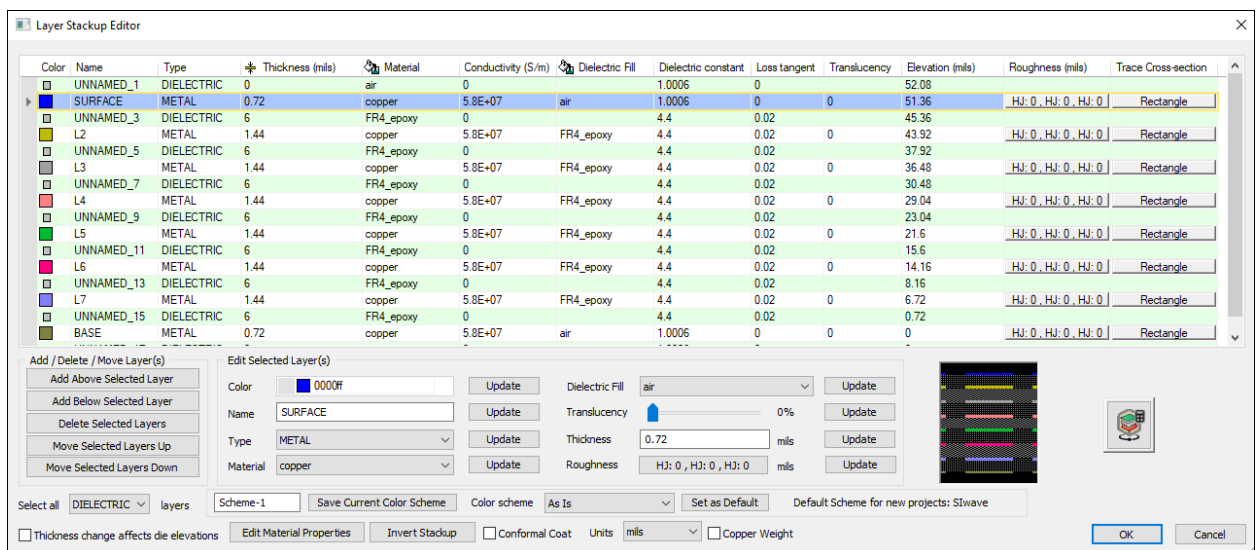 Layer Stackup Editor
Color Name Type Thickness (mils) Material Conductivity (S/m) Dielectric Fill Dielectric constant Loss tangent Translucency Elevation (mils) Roughness (mils) Trace Cross-section
UNNAMED_1 DIELECTRIC 0 air 0 1.0006 0 52.08
SURFACE METAL 0.72 copper 5.8E+07 air 1.0006 0 0 51.36 HJ: 0 , HJ: 0 , HJ: 0 Rectangle
UNNAMED_3 DIELECTRIC 6 FR4_epoxy 0 4.4 0.02 45.36
L2 METAL 1.44 copper 5.8E+07 FR4_epoxy 4.4 0.02 0 43.92 HJ: 0 , HJ: 0 , HJ: 0 Rectangle
UNNAMED_5 DIELECTRIC 6 FR4_epoxy 0 4.4 0.02 37.92
L3 METAL 1.44 copper 5.8E+07 FR4_epoxy 4.4 0.02 0 36.48 HJ: 0 , HJ: 0 , HJ: 0 Rectangle
UNNAMED_7 DIELECTRIC 6 FR4_epoxy 0 4.4 0.02 30.48
L4 METAL 1.44 copper 5.8E+07 FR4_epoxy 4.4 0.02 0 29.04 HJ: 0 , HJ: 0 , HJ: 0 Rectangle
UNNAMED_9 DIELECTRIC 6 FR4_epoxy 0 4.4 0.02 23.04
L5 METAL 1.44 copper 5.8E+07 FR4_epoxy 4.4 0.02 0 21.6 HJ: 0 , HJ: 0 , HJ: 0 Rectangle
UNNAMED_11 DIELECTRIC 6 FR4_epoxy 0 4.4 0.02 15.6
L6 METAL 1.44 copper 5.8E+07 FR4_epoxy 4.4 0.02 0 14.16 HJ: 0 , HJ: 0 , HJ: 0 Rectangle
UNNAMED_13 DIELECTRIC 6 FR4_epoxy 0 4.4 0.02 8.16
L7 METAL 1.44 copper 5.8E+07 FR4_epoxy 4.4 0.02 0 6.72 HJ: 0 , HJ: 0 , HJ: 0 Rectangle
UNNAMED_15 DIELECTRIC 6 FR4_epoxy 0 4.4 0.02 0.72
BASE METAL 0.72 copper 5.8E+07 air 1.0006 0 0 0 HJ: 0 , HJ: 0 , HJ: 0 Rectangle
Add / Delete / Move Layer(s)
Add Above Selected Layer
Add Below Selected Layer
Delete Selected Layers
Move Selected Layers Up
Move Selected Layers Down
Edit Selected Layer(s)
Color 0000ff Update Dielectric Fill air Update
Name SURFACE Update Translucency 0% Update
Type METAL Update Thickness 0.72 mils Update
Material copper Update Roughness HJ: 0 , HJ: 0 , HJ: 0 mils Update
Select all DIELECTRIC layers Scheme-1 Save Current Color Scheme Color scheme As Is Set as Default Default Scheme for new projects: SIwave
Thickness change affects die elevations Edit Material Properties Invert Stackup Conformal Coat Units mils Copper Weight OK Cancel